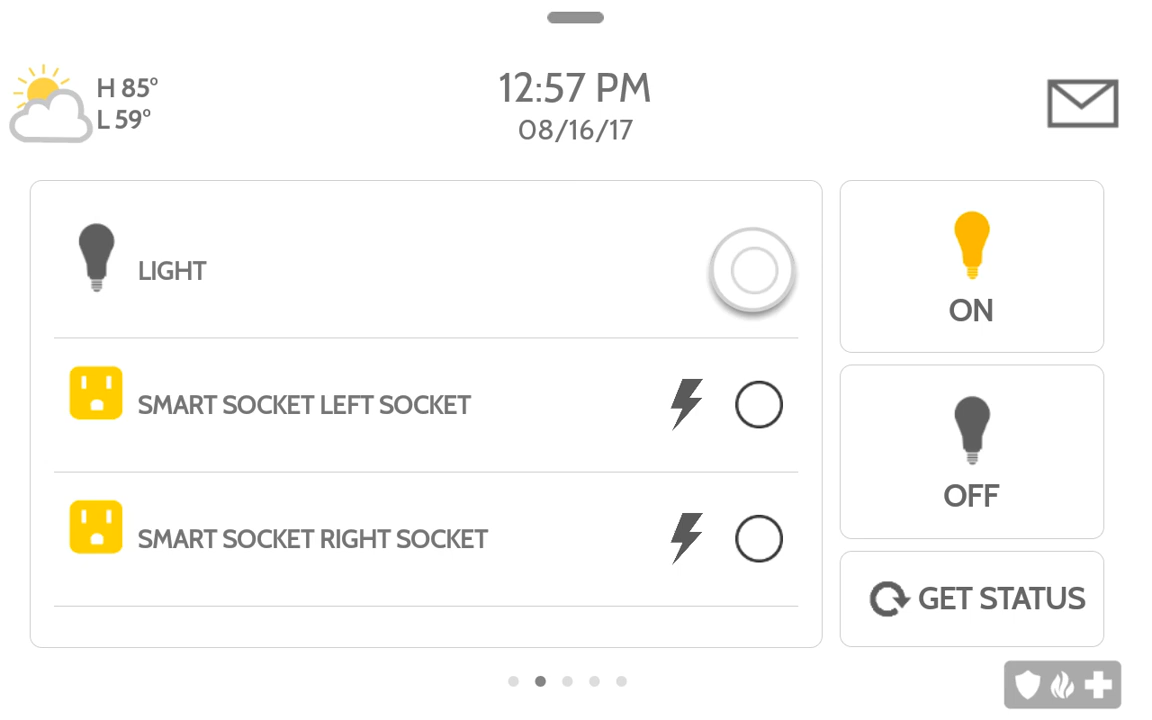 H 85°
L 59°
12:57 PM
08/16/17
LIGHT
SMART SOCKET LEFT SOCKET
SMART SOCKET RIGHT SOCKET
ON
OFF
GET STATUS